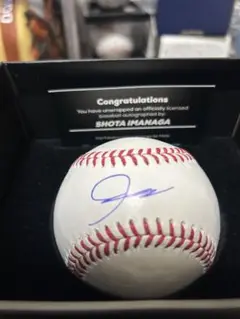 Congratulations
You have unwrapped an officially licensed
baseball autographed by:
SHOTA IMANAGA